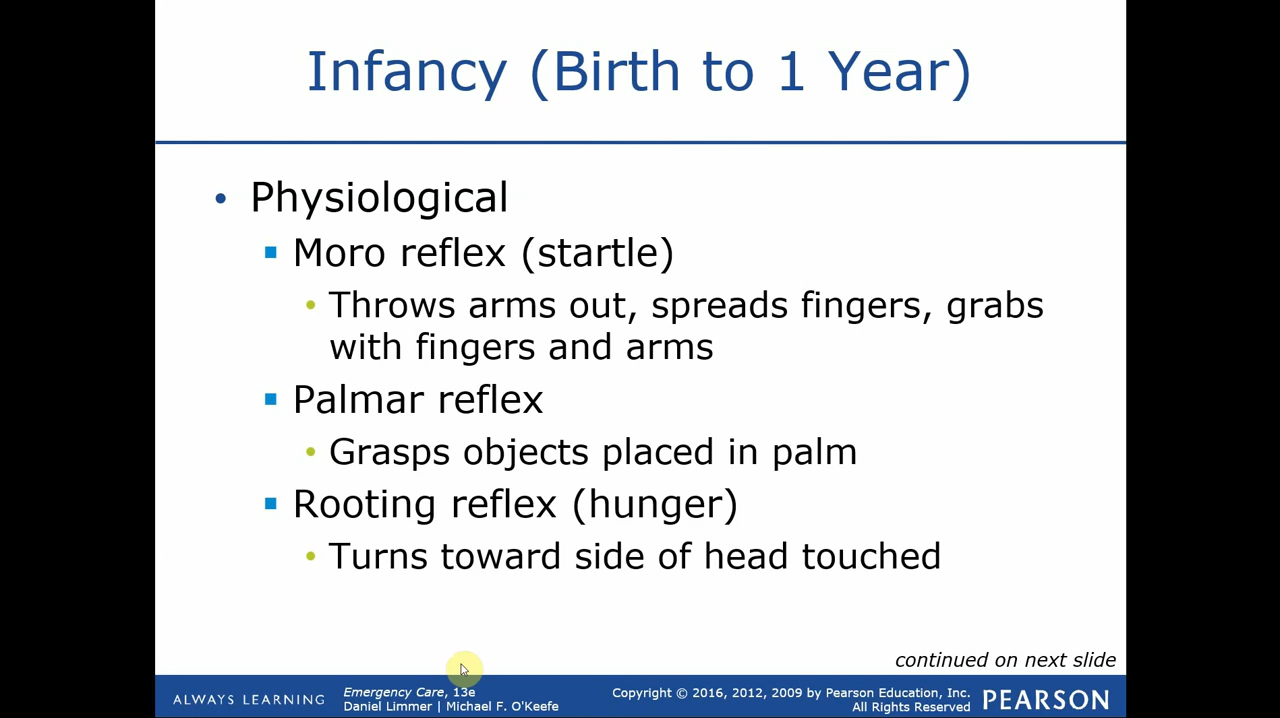 Infancy (Birth to 1 Year)
• Physiological
▪ Moro reflex (startle)
• Throws arms out, spreads fingers, grabs
with fingers and arms
▪ Palmar reflex
• Grasps objects placed in palm
▪ Rooting reflex (hunger)
• Turns toward side of head touched
continued on next slide
ALWAYS LEARNING
Emergency Care, 13e
Daniel Limmer | Michael F. O'Keefe
Copyright © 2016, 2012, 2009 by Pearson Education, Inc.
All Rights Reserved
PEARSON